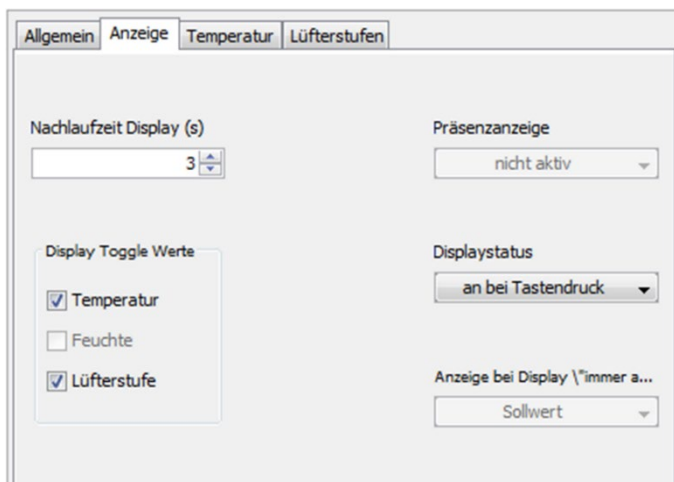 Allgemein Anzeige Temperatur Lüfterstufen
Nachlaufzeit Display (s)
3
Präsenzanzeige
nicht aktiv
Display Toggle Werte
Temperatur
Feuchte
Lüfterstufe
Displaystatus
an bei Tastendruck
Anzeige bei Display \"immer a...
Sollwert